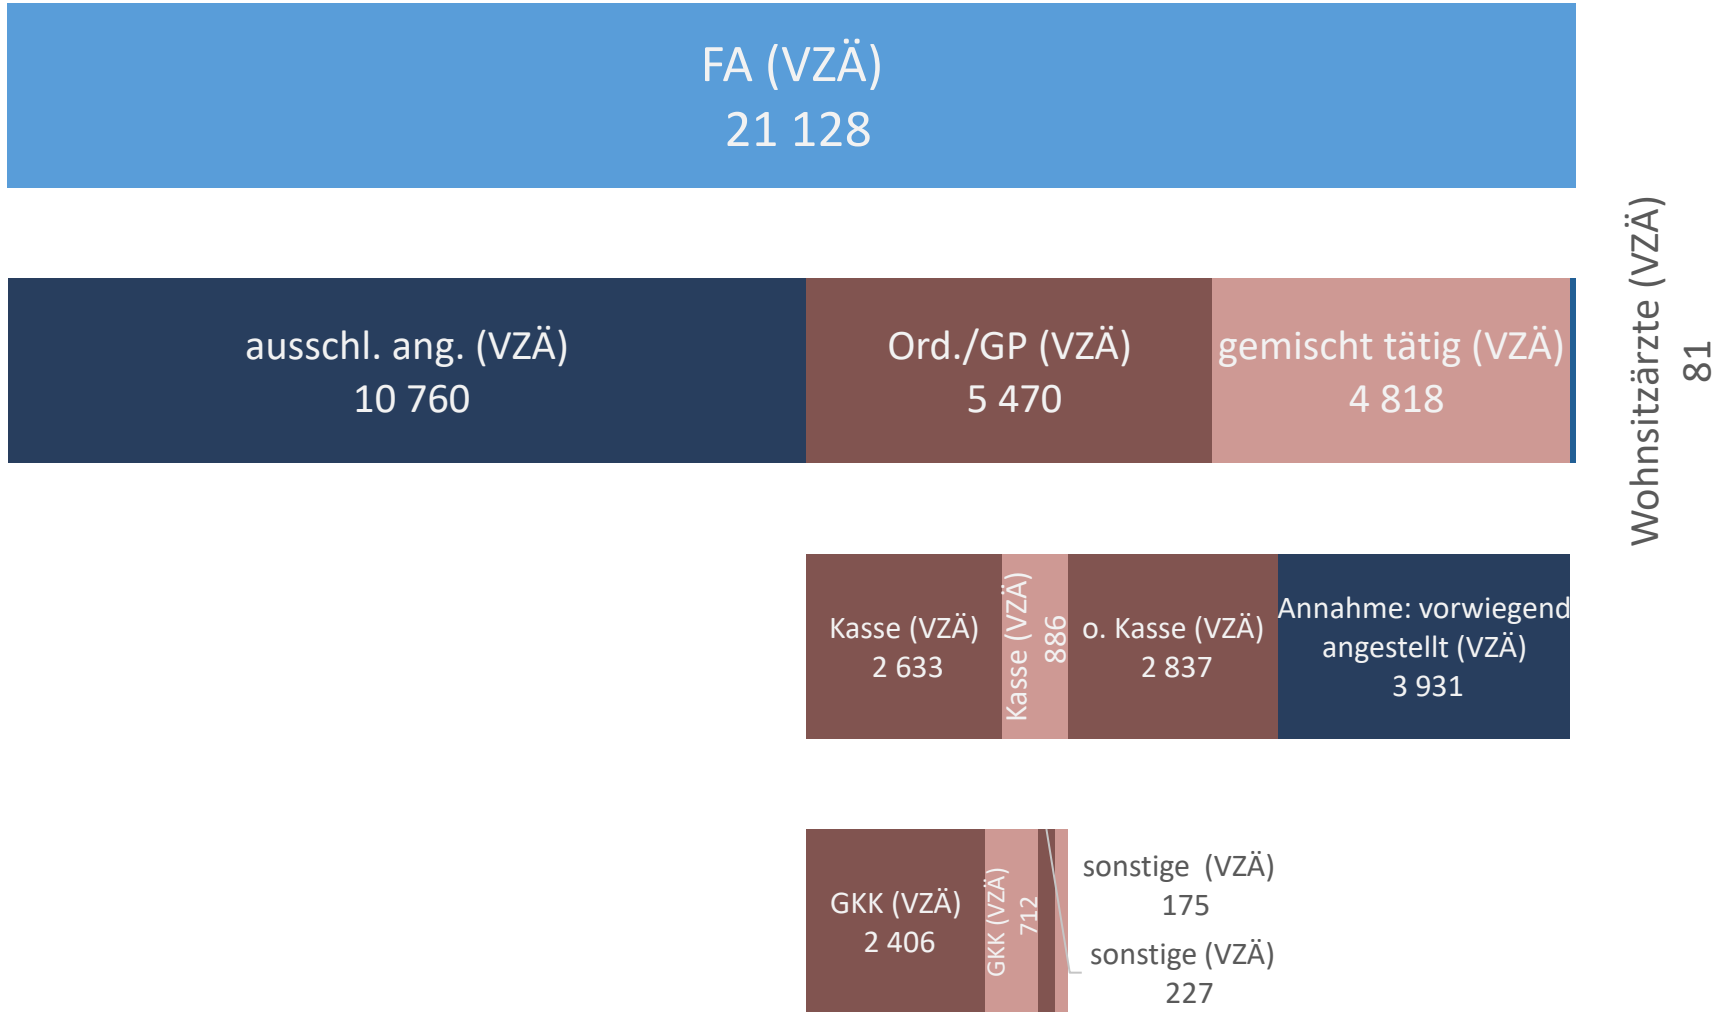 FA (VZÄ)
21 128
ausschl. ang. (VZÄ)
10 760
Ord./GP (VZÄ)
5 470
gemischt tätig (VZÄ)
4 818
Wohnsitzärzte (VZÄ)
81
Kasse (VZÄ)
2 633
Kasse (VZÄ)
886
o. Kasse (VZÄ)
2 837
Annahme: vorwiegend
angestellt (VZÄ)
3 931
GKK (VZÄ)
2 406
GKK (VZÄ)
712
sonstige (VZÄ)
175
sonstige (VZÄ)
227